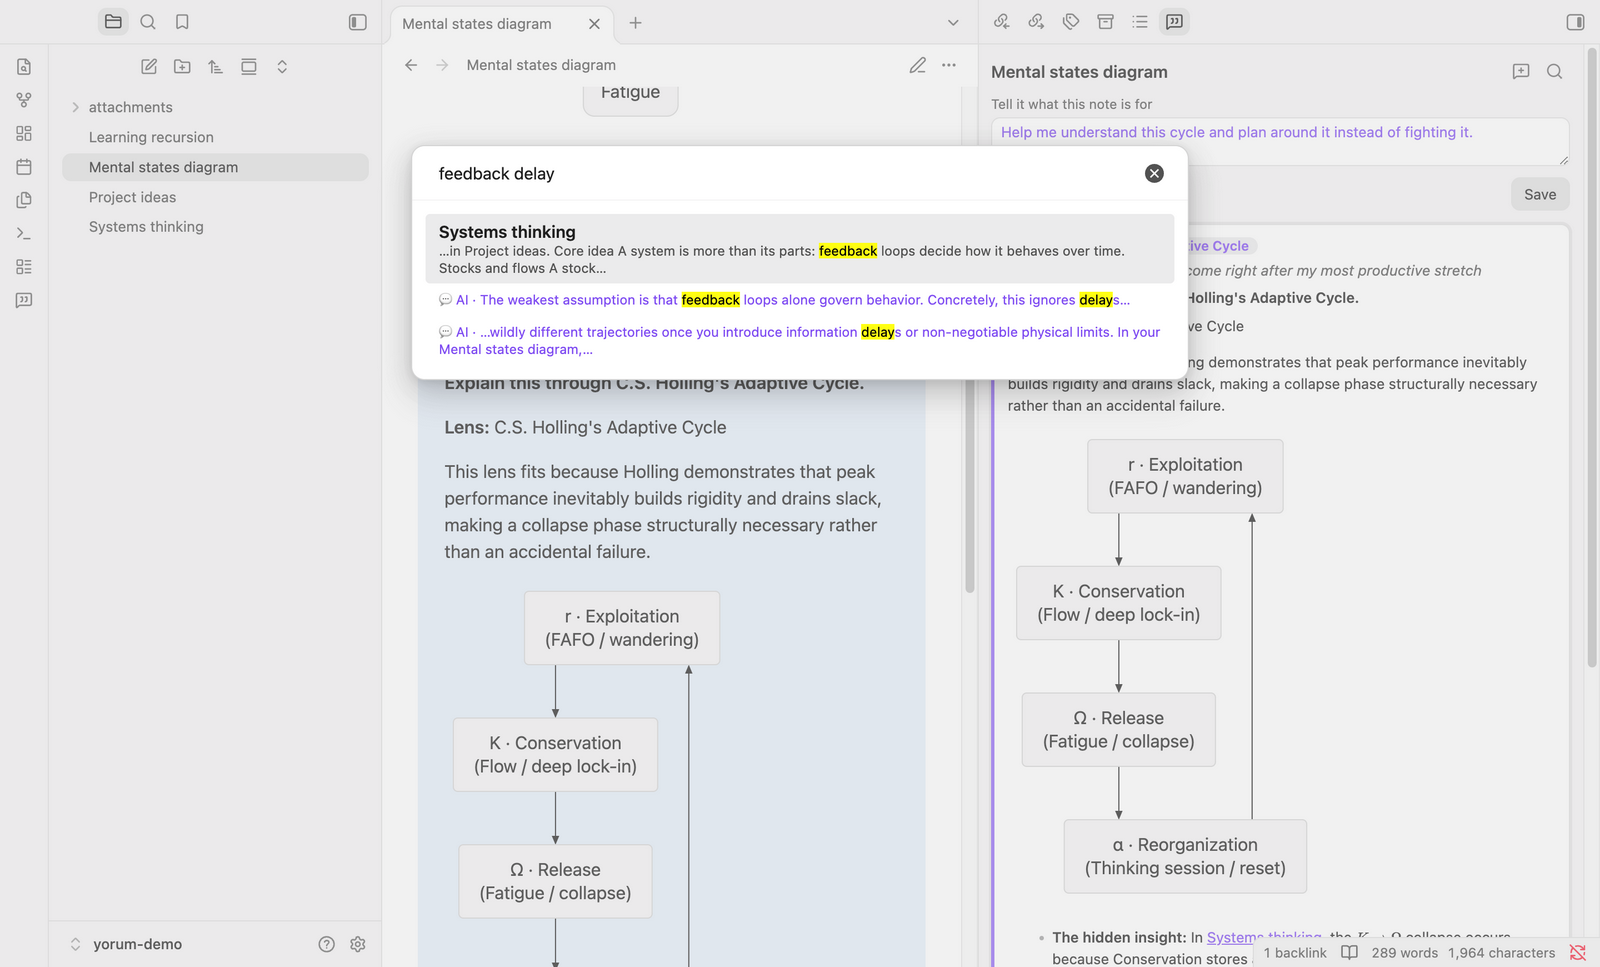 Mental states diagram
attachments
Learning recursion
Mental states diagram
Project ideas
Systems thinking
yorum-demo
Mental states diagram
Fatigue
feedback delay
Systems thinking
...in Project ideas. Core idea A system is more than its parts: feedback loops decide how it behaves over time.
Stocks and flows A stock...
AI · The weakest assumption is that feedback loops alone govern behavior. Concretely, this ignores delays...
AI · ...wildly different trajectories once you introduce information delays or non-negotiable physical limits. In your
Mental states diagram,...
Explain this through C.S. Holling's Adaptive Cycle.
Lens: C.S. Holling's Adaptive Cycle
This lens fits because Holling demonstrates that peak
performance inevitably builds rigidity and drains slack,
making a collapse phase structurally necessary rather
than an accidental failure.
r · Exploitation
(FAFO / wandering)
K · Conservation
(Flow / deep lock-in)
Ω · Release
(Fatigue / collapse)
Mental states diagram
Tell it what this note is for
Help me understand this cycle and plan around it instead of fighting it.
Save
ive Cycle
come right after my most productive stretch
Holling's Adaptive Cycle.
ve Cycle
ng demonstrates that peak performance inevitably
builds rigidity and drains slack, making a collapse phase structurally necessary
rather than an accidental failure.
r · Exploitation
(FAFO / wandering)
K · Conservation
(Flow / deep lock-in)
Ω · Release
(Fatigue / collapse)
α · Reorganization
(Thinking session / reset)
• The hidden insight: In Systems thinking, the K → Ω collapse occurs
because Conservation stores
1 backlink
289 words
1,964 characters